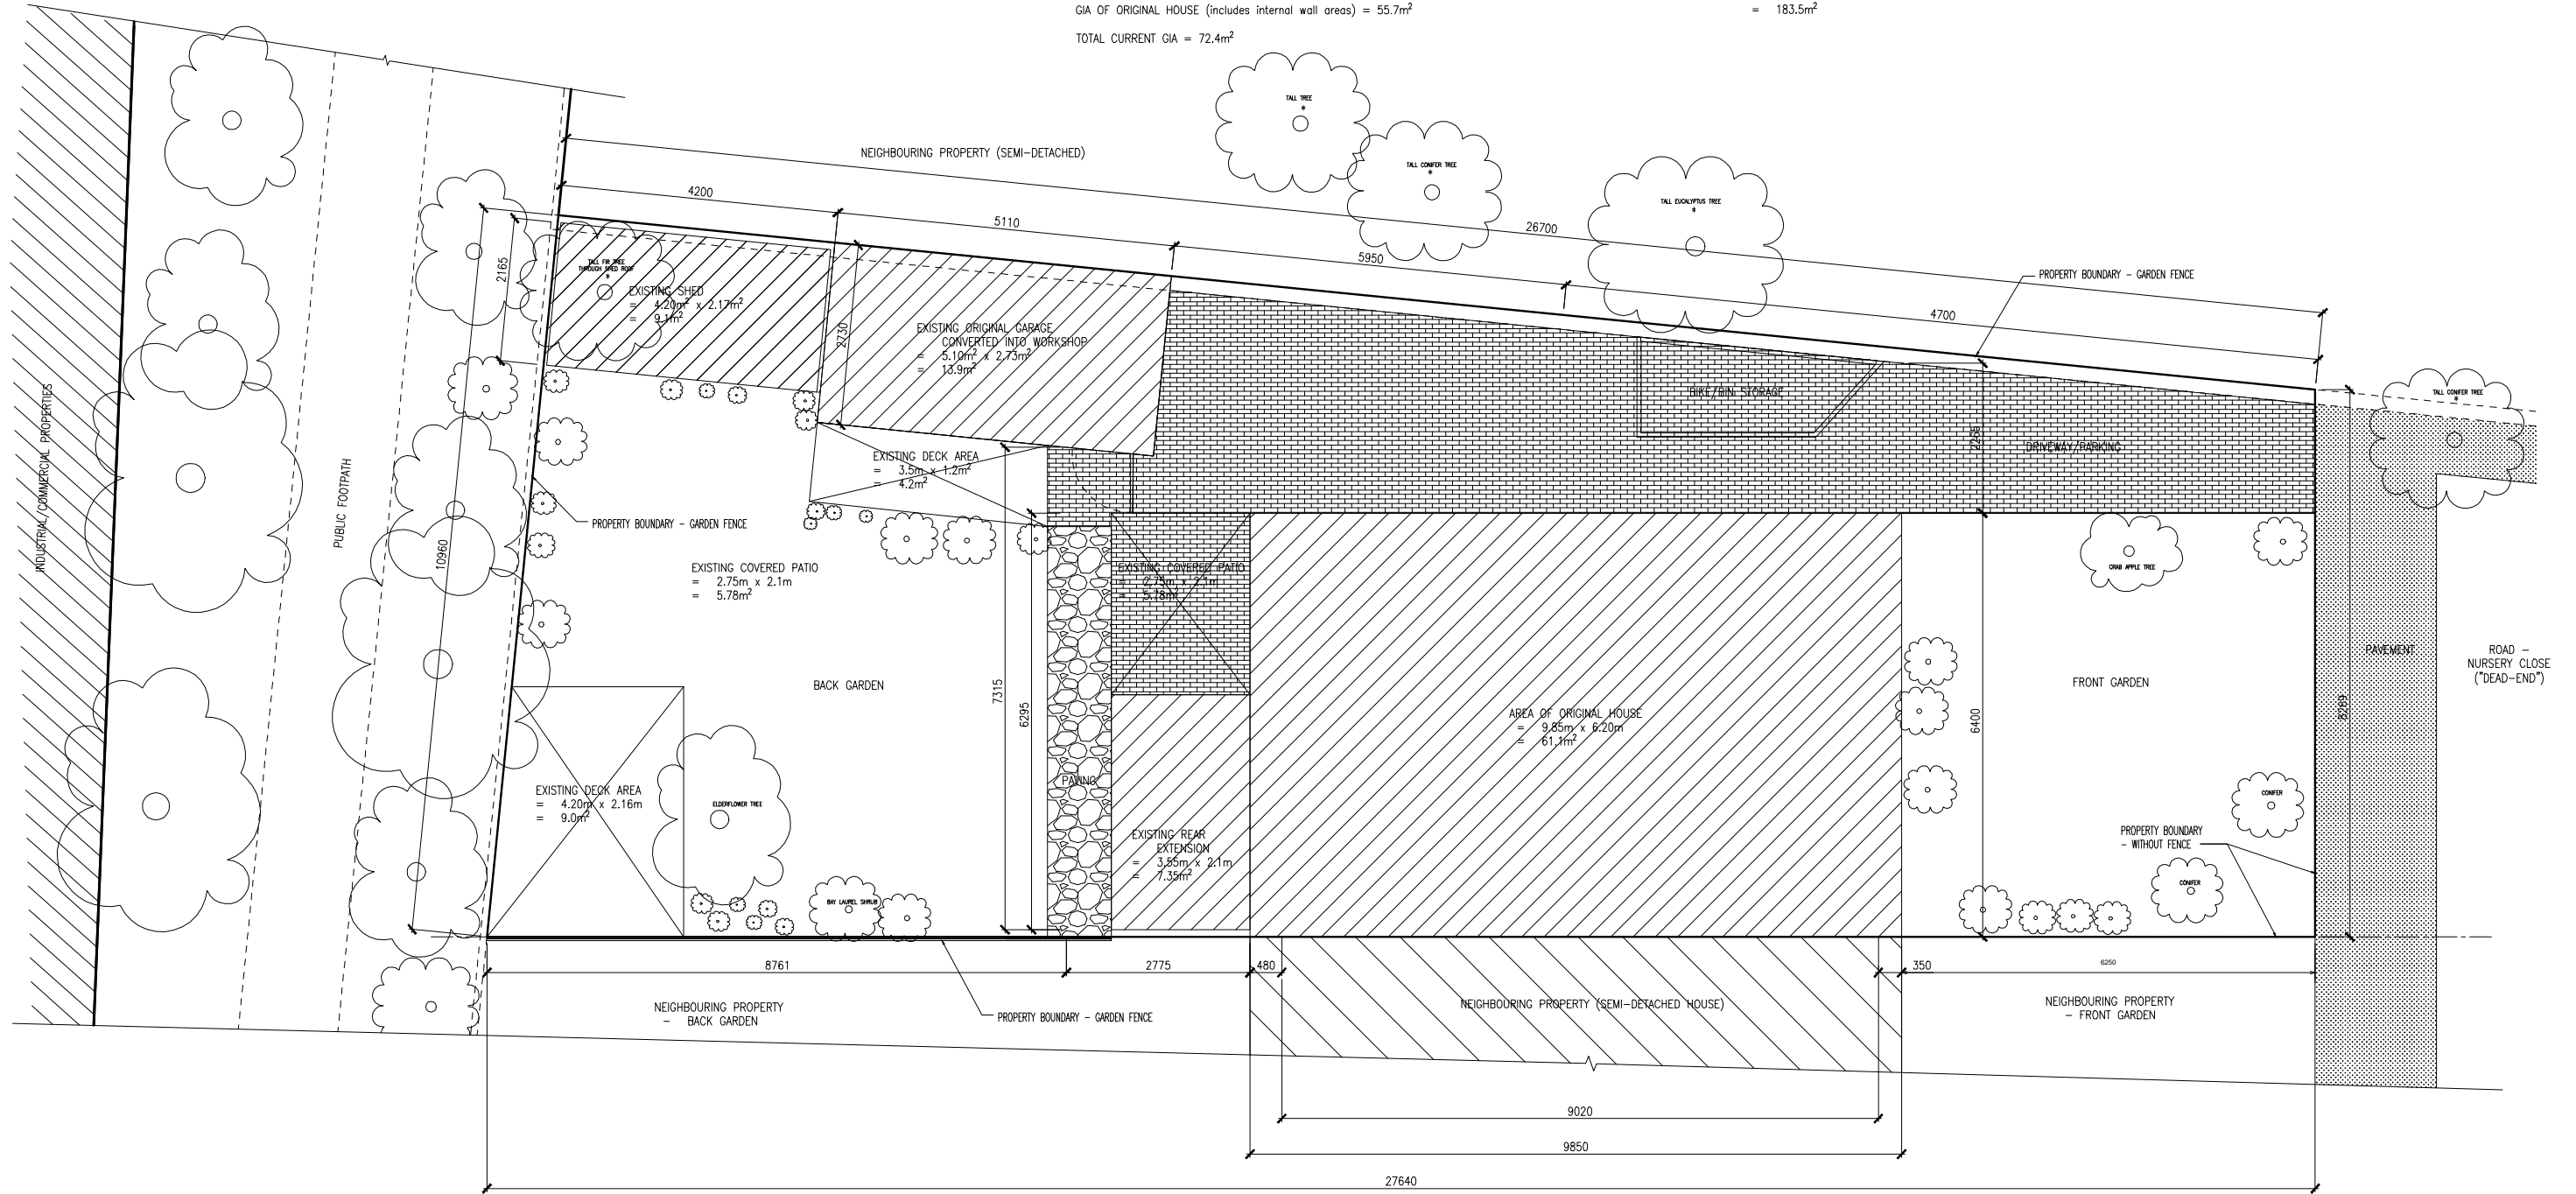 GIA OF ORIGINAL HOUSE (includes internal wall areas) = 55.7m²
= 183.5m²
TOTAL CURRENT GIA = 72.4m²
TALL TREE
*
NEIGHBOURING PROPERTY (SEMI-DETACHED)
TALL CONIFER TREE
*
4200
TALL EUCALYPTUS TREE
*
5110
26700
5950
TALL FIR TREE
THROUGH SHED ROOF
*
2165
PROPERTY BOUNDARY - GARDEN FENCE
EXISTING SHED
= 4.20m² x 2.17m²
= 9.1m²
4700
EXISTING ORIGINAL GARAGE
CONVERTED INTO WORKSHOP
= 5.10m² x 2.73m²
= 13.9m²
2730
BIKE/BIN STORAGE
TALL CONIFER TREE
*
INDUSTRIAL/COMMERCIAL PROPERTIES
PUBLIC FOOTPATH
DRIVEWAY/PARKING
EXISTING DECK AREA
= 3.5m x 1.2m²
= 4.2m²
PROPERTY BOUNDARY - GARDEN FENCE
10960
EXISTING COVERED PATIO
= 2.75m x 2.1m
= 5.78m²
EXISTING COVERED PATIO
= 2.75m x 2.1m
= 5.78m²
CRAB APPLE TREE
PAVEMENT
ROAD -
NURSERY CLOSE
("DEAD-END")
BACK GARDEN
FRONT GARDEN
7315
6295
AREA OF ORIGINAL HOUSE
= 9.85m x 6.20m
= 61.1m²
6400
8289
PAVING
EXISTING DECK AREA
= 4.20m x 2.16m
= 9.0m²
ELDERFLOWER TREE
CONIFER
EXISTING REAR
EXTENSION
= 3.55m x 2.1m
= 7.35m²
PROPERTY BOUNDARY
- WITHOUT FENCE
CONIFER
BAY LAUREL SHRUB
8761
2775
480
350
6250
NEIGHBOURING PROPERTY
- BACK GARDEN
PROPERTY BOUNDARY - GARDEN FENCE
NEIGHBOURING PROPERTY (SEMI-DETACHED HOUSE)
NEIGHBOURING PROPERTY
- FRONT GARDEN
9020
9850
27640